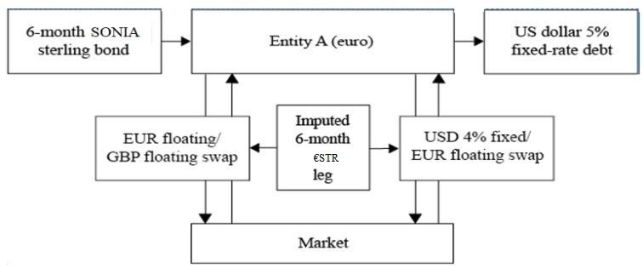 6-month SONIA
sterling bond
Entity A (euro)
US dollar 5%
fixed-rate debt
EUR floating/
GBP floating swap
Imputed
6-month
€STR
leg
USD 4% fixed/
EUR floating swap
Market